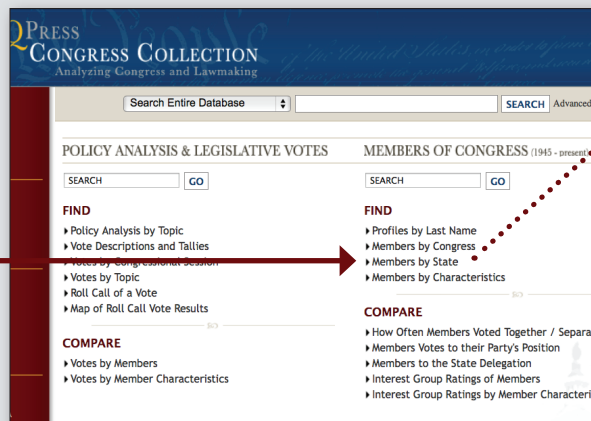 QPRESS
CONGRESS COLLECTION
Analyzing Congress and Lawmaking
Search Entire Database
SEARCH Advanced
POLICY ANALYSIS & LEGISLATIVE VOTES
SEARCH GO
FIND
Policy Analysis by Topic
Vote Descriptions and Tallies
Votes by Congressional Session
Votes by Topic
Roll Call of a Vote
Map of Roll Call Vote Results
COMPARE
Votes by Members
Votes by Member Characteristics
MEMBERS OF CONGRESS (1945 - present)
SEARCH GO
FIND
Profiles by Last Name
Members by Congress
Members by State
Members by Characteristics
COMPARE
How Often Members Voted Together / Separa
Members Votes to their Party's Position
Members to the State Delegation
Interest Group Ratings of Members
Interest Group Ratings by Member Characteri